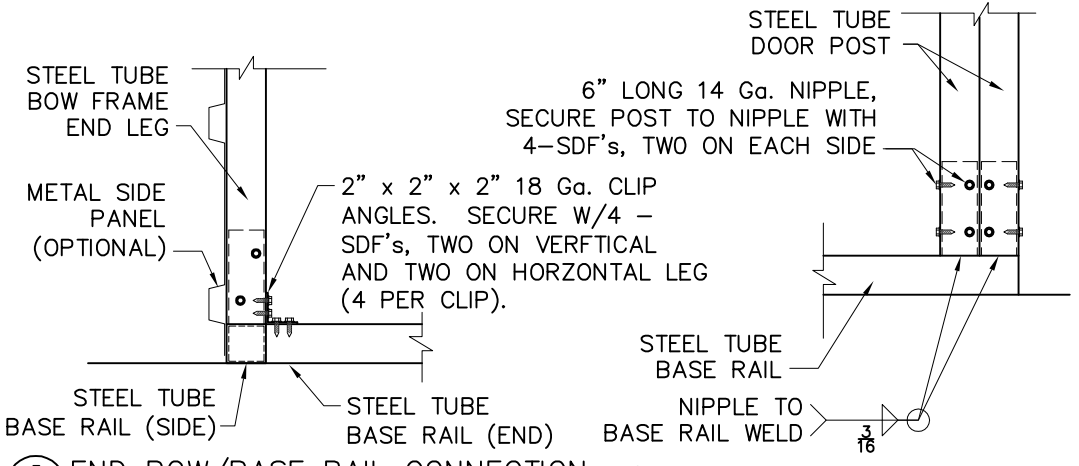 STEEL TUBE
BOW FRAME
END LEG
METAL SIDE
PANEL
(OPTIONAL)
2” x 2” x 2” 18 Ga. CLIP
ANGLES. SECURE W/4 –
SDF's, TWO ON VERFTICAL
AND TWO ON HORZONTAL LEG
(4 PER CLIP).
STEEL TUBE
BASE RAIL (SIDE)
STEEL TUBE
BASE RAIL (END)
STEEL TUBE
DOOR POST
6” LONG 14 Ga. NIPPLE,
SECURE POST TO NIPPLE WITH
4–SDF's, TWO ON EACH SIDE
STEEL TUBE
BASE RAIL
NIPPLE TO
BASE RAIL WELD
3
16
END BOW/BASE RAIL CONNECTION